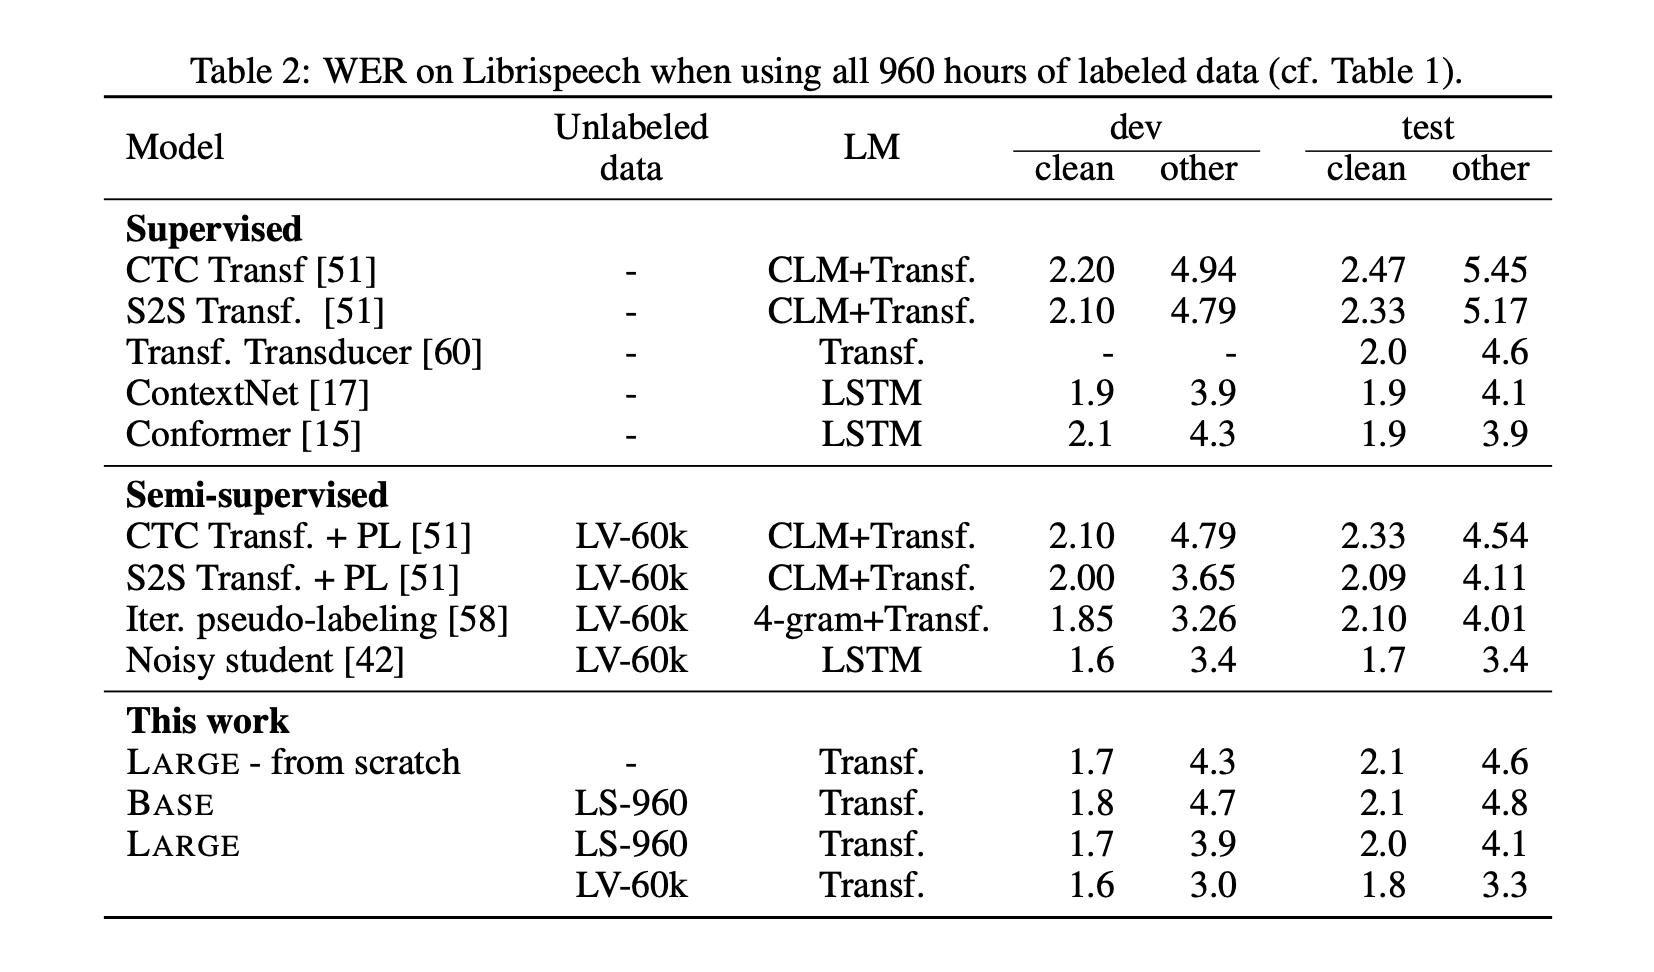 Table 2: WER on Librispeech when using all 960 hours of labeled data (cf. Table 1).
Model Unlabeled data LM dev test
clean other clean other
Supervised
CTC Transf [51] - CLM+Transf. 2.20 4.94 2.47 5.45
S2S Transf. [51] - CLM+Transf. 2.10 4.79 2.33 5.17
Transf. Transducer [60] - Transf. - - 2.0 4.6
ContextNet [17] - LSTM 1.9 3.9 1.9 4.1
Conformer [15] - LSTM 2.1 4.3 1.9 3.9
Semi-supervised
CTC Transf. + PL [51] LV-60k CLM+Transf. 2.10 4.79 2.33 4.54
S2S Transf. + PL [51] LV-60k CLM+Transf. 2.00 3.65 2.09 4.11
Iter. pseudo-labeling [58] LV-60k 4-gram+Transf. 1.85 3.26 2.10 4.01
Noisy student [42] LV-60k LSTM 1.6 3.4 1.7 3.4
This work
LARGE - from scratch - Transf. 1.7 4.3 2.1 4.6
BASE LS-960 Transf. 1.8 4.7 2.1 4.8
LARGE LS-960 Transf. 1.7 3.9 2.0 4.1
LV-60k Transf. 1.6 3.0 1.8 3.3